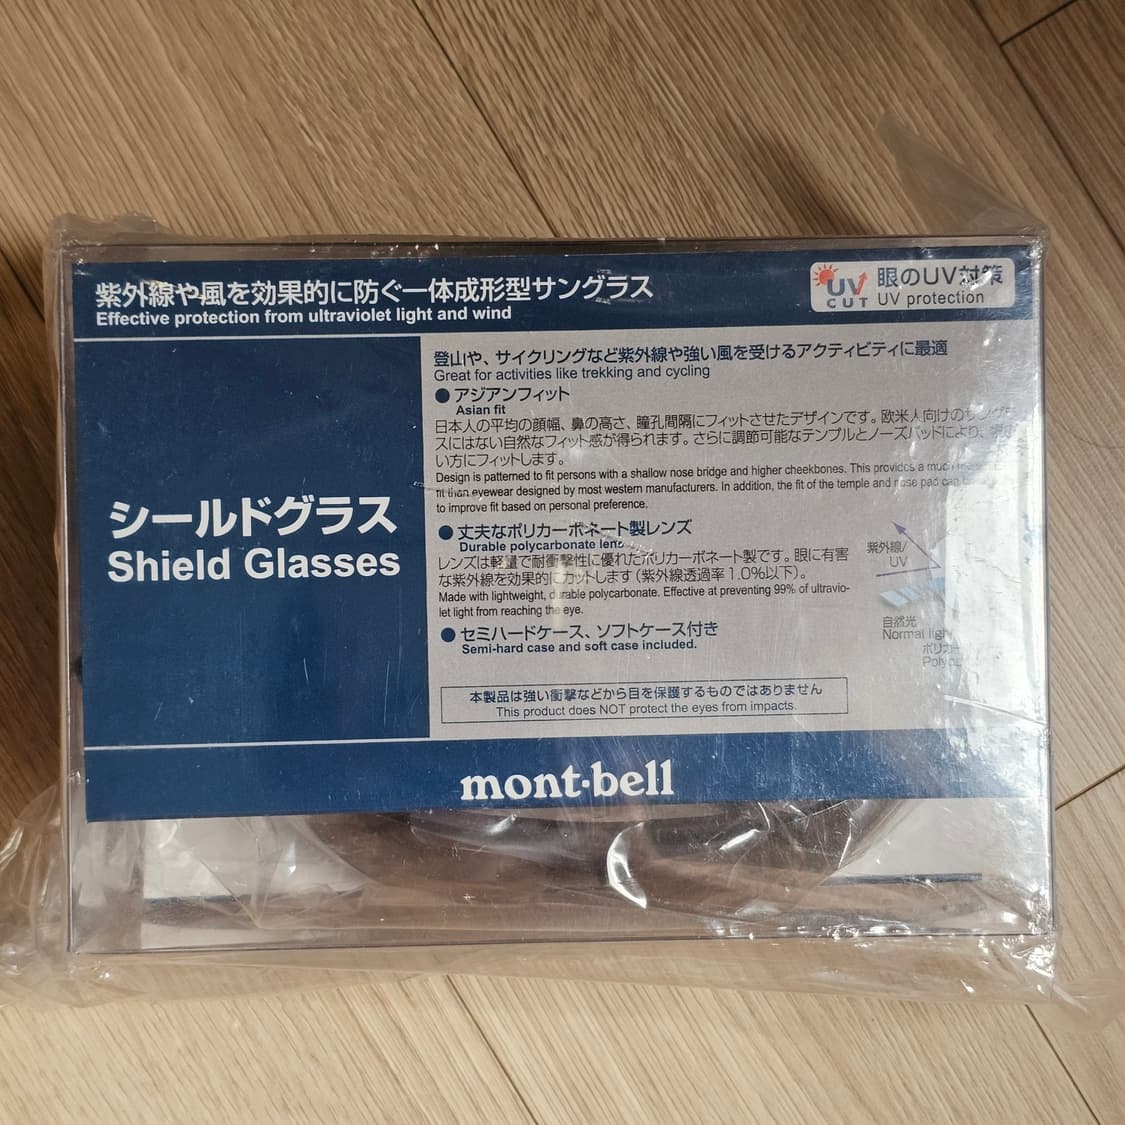 紫外線や風を効果的に防ぐ一体成形型サングラス
Effective protection from ultraviolet light and wind
UV CUT
眼のUV対策
UV protection
シールドグラス
Shield Glasses
登山や、サイクリングなど紫外線や強い風を受けるアクティビティに最適
Great for activities like trekking and cycling
● アジアンフィット
Asian fit
日本人の平均の顔幅、鼻の高さ、瞳孔間隔にフィットさせたデザインです。欧米人向けのサングラ
スにはない自然なフィット感が得られます。さらに調節可能なテンプルとノーズパッドにより、
い方にフィットします。
Design is patterned to fit persons with a shallow nose bridge and higher cheekbones. This provides a much
fit than eyewear designed by most western manufacturers. In addition, the fit of the temple and nose pad can
to improve fit based on personal preference.
● 丈夫なポリカーボネート製レンズ
Durable polycarbonate lens
レンズは軽量で耐衝撃性に優れたポリカーボネート製です。眼に有害
な紫外線を効果的にカットします（紫外線透過率1.0%以下）。
Made with lightweight, durable polycarbonate. Effective at preventing 99% of ultravio-
let light from reaching the eye.
● セミハードケース、ソフトケース付き
Semi-hard case and soft case included.
紫外線/
UV
自然光
Normal light
本製品は強い衝撃などから目を保護するものではありません
This product does NOT protect the eyes from impacts.
mont-bell